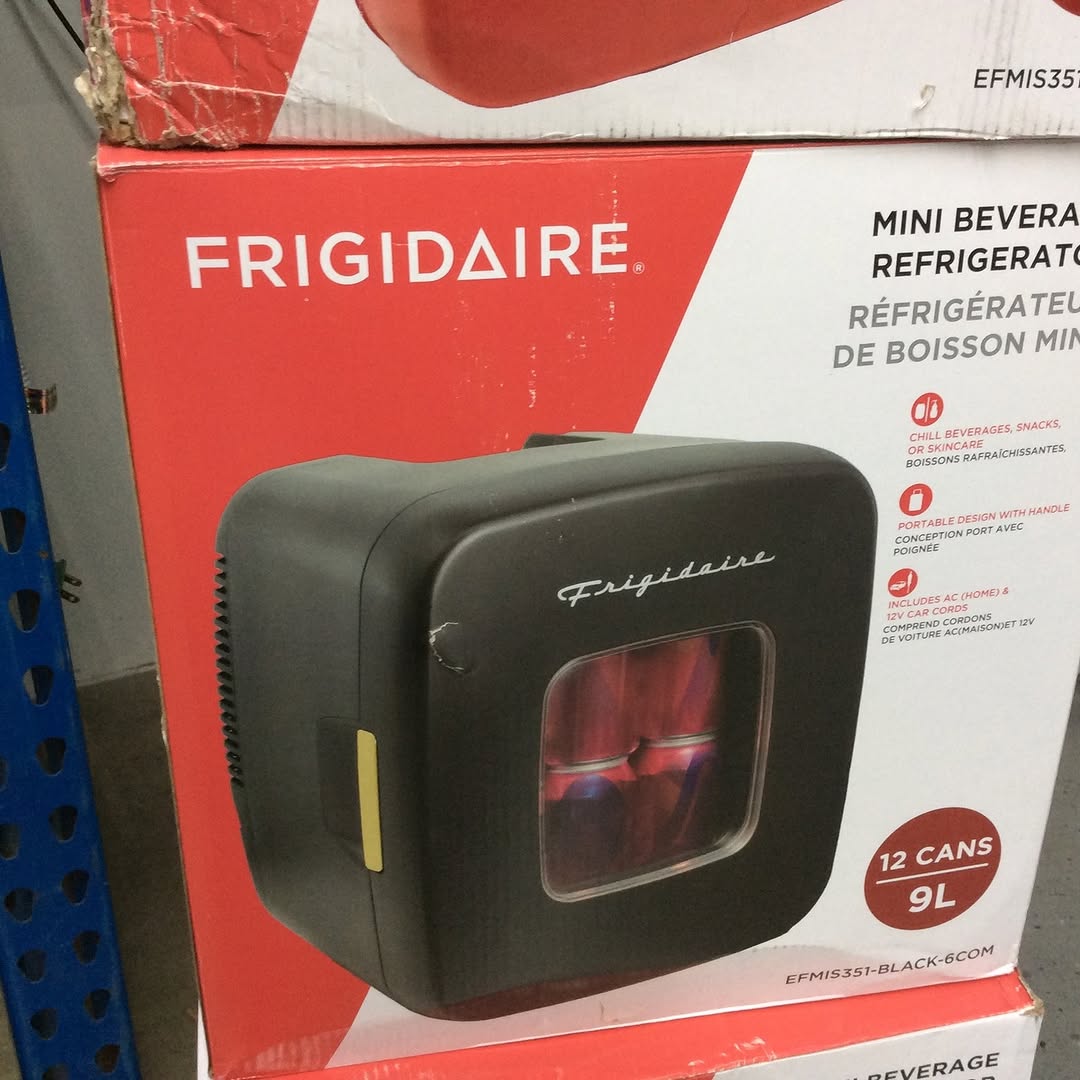 EFMIS351
FRIGIDAIRE®
MINI BEVERA
REFRIGERATO
RÉFRIGÉRATEU
DE BOISSON MIN
CHILL BEVERAGES, SNACKS,
OR SKINCARE
BOISSONS RAFRAÎCHISSANTES,
PORTABLE DESIGN WITH HANDLE
CONCEPTION PORT AVEC
POIGNÉE
INCLUDES AC (HOME) &
12V CAR CORDS
COMPREND CORDONS
DE VOITURE AC(MAISON)ET 12V
Frigidaire
12 CANS
9L
EFMIS351-BLACK-6COM
BEVERAGE